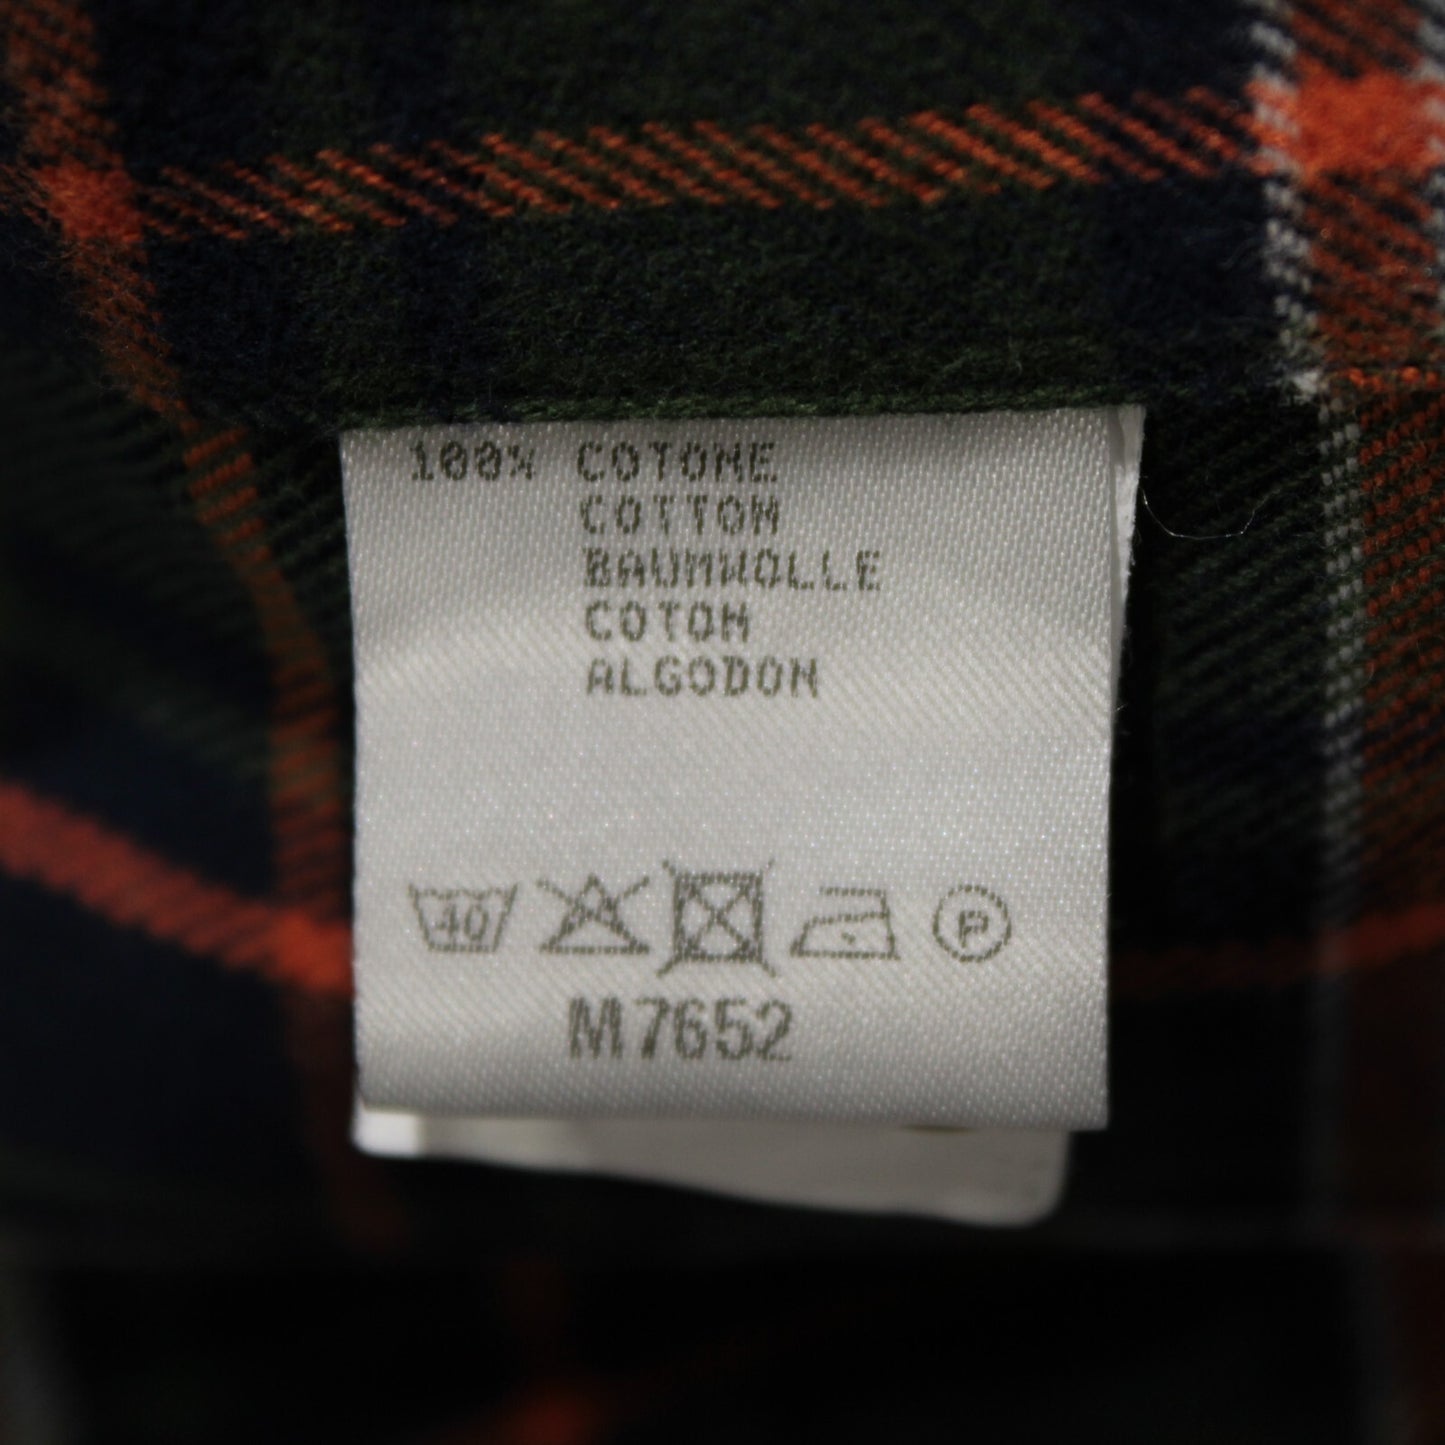 100% COTONE
COTTON
BAUMWOLLE
COTON
ALGODON
40 P
M7652